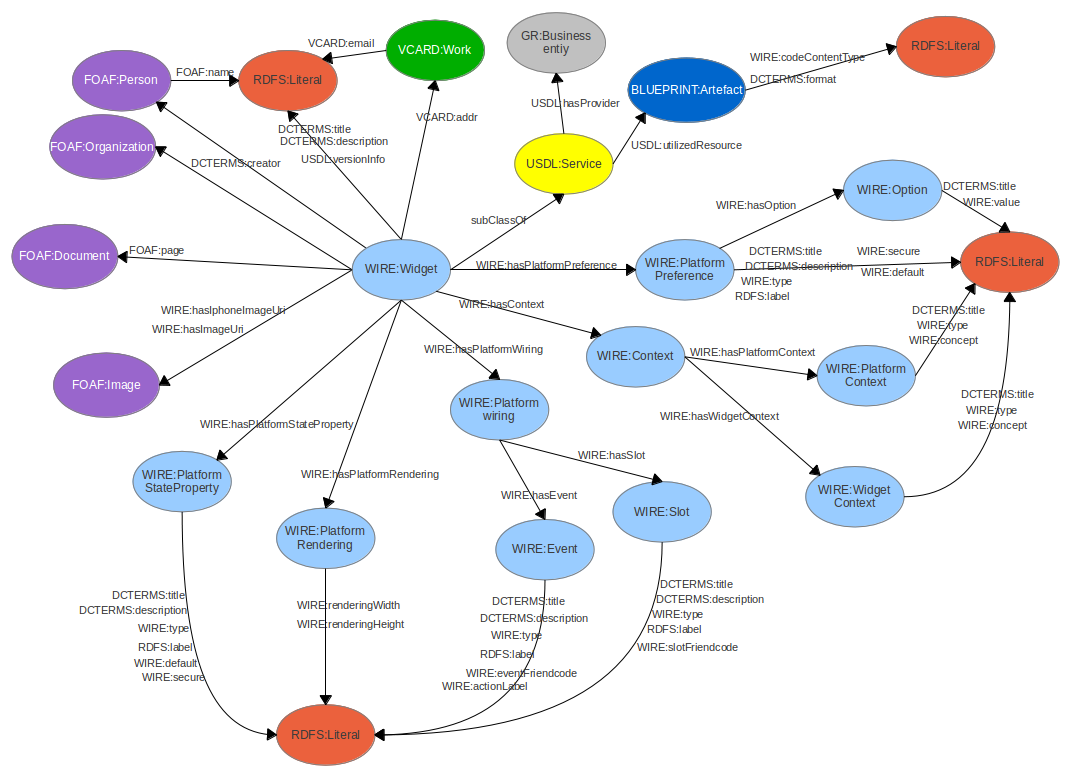 GR:Business
entiy
VCARD:email
VCARD:Work
RDFS:Literal
WIRE:codeContentType
DCTERMS:format
FOAF:Person
FOAF:name
RDFS:Literal
BLUEPRINT:Artefact
USDL:hasProvider
VCARD:addr
DCTERMS:title
DCTERMS:description
USDL:versionInfo
FOAF:Organization
DCTERMS:creator
USDL:Service
USDL:utilizedResource
WIRE:Option
DCTERMS:title
WIRE:value
WIRE:hasOption
subClassOf
FOAF:Document
FOAF:page
WIRE:Widget
WIRE:hasPlatformPreference
WIRE:Platform
Preference
DCTERMS:title
DCTERMS:description
WIRE:type
RDFS:label
WIRE:secure
WIRE:default
RDFS:Literal
WIRE:hasIphoneImageUri
WIRE:hasImageUri
WIRE:hasContext
DCTERMS:title
WIRE:type
WIRE:concept
WIRE:hasPlatformWiring
WIRE:Context
WIRE:hasPlatformContext
WIRE:Platform
Context
FOAF:Image
WIRE:Platform
wiring
WIRE:hasWidgetContext
DCTERMS:title
WIRE:type
WIRE:concept
WIRE:hasPlatformStateProperty
WIRE:hasSlot
WIRE:Platform
StateProperty
WIRE:hasPlatformRendering
WIRE:hasEvent
WIRE:Widget
Context
WIRE:Slot
WIRE:Platform
Rendering
WIRE:Event
DCTERMS:title
DCTERMS:description
WIRE:type
RDFS:label
WIRE:default
WIRE:secure
WIRE:renderingWidth
WIRE:renderingHeight
DCTERMS:title
DCTERMS:description
WIRE:type
RDFS:label
WIRE:eventFriendcode
WIRE:actionLabel
DCTERMS:title
DCTERMS:description
WIRE:type
RDFS:label
WIRE:slotFriendcode
RDFS:Literal